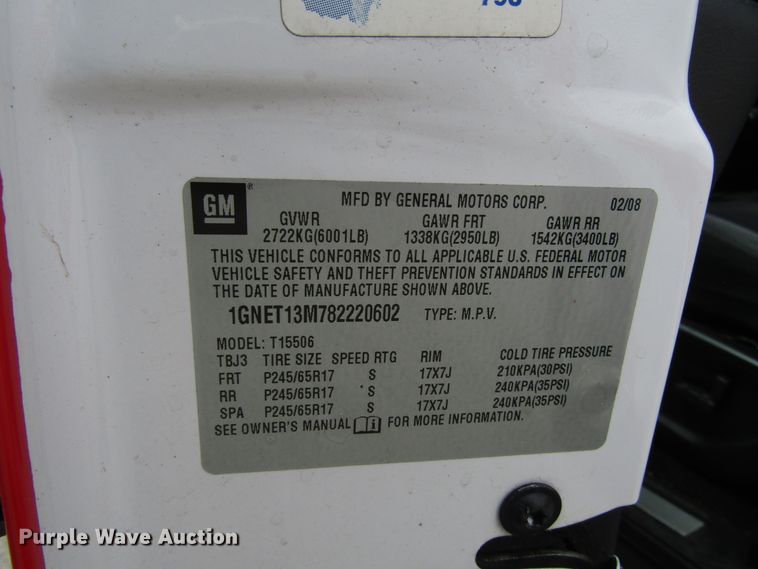 GM ®
MFD BY GENERAL MOTORS CORP. 02/08
GVWR GAWR FRT GAWR RR
2722KG(6001LB) 1338KG(2950LB) 1542KG(3400LB)
THIS VEHICLE CONFORMS TO ALL APPLICABLE U.S. FEDERAL MOTOR
VEHICLE SAFETY AND THEFT PREVENTION STANDARDS IN EFFECT ON
THE DATE OF MANUFACTURE SHOWN ABOVE.
1GNET13M782220602 TYPE: M.P.V.
MODEL: T15506
TBJ3 TIRE SIZE SPEED RTG RIM COLD TIRE PRESSURE
FRT P245/65R17 S 17X7J 210KPA(30PSI)
RR P245/65R17 S 17X7J 240KPA(35PSI)
SPA P245/65R17 S 17X7J 240KPA(35PSI)
SEE OWNER'S MANUAL i FOR MORE INFORMATION.
Purple Wave Auction